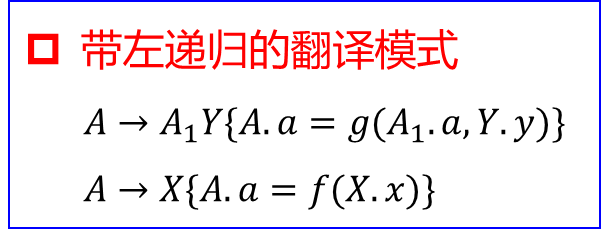 带左递归的翻译模式
A → A₁Y{A.a = g(A₁.a, Y.y)}
A → X{A.a = f(X.x)}